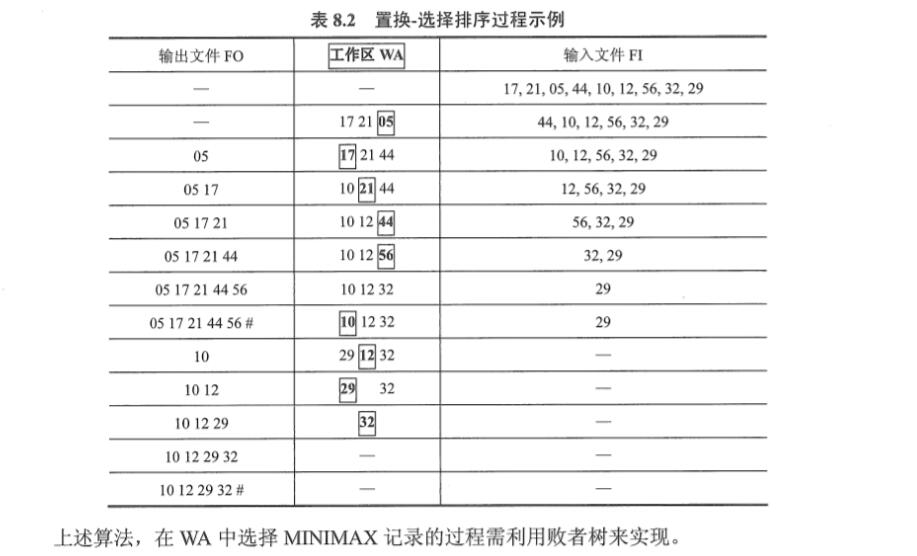 表 8.2 置换-选择排序过程示例
输出文件 FO 工作区 WA 输入文件 FI
— — 17, 21, 05, 44, 10, 12, 56, 32, 29
— 17 21 05 44, 10, 12, 56, 32, 29
05 17 21 44 10, 12, 56, 32, 29
05 17 10 21 44 12, 56, 32, 29
05 17 21 10 12 44 56, 32, 29
05 17 21 44 10 12 56 32, 29
05 17 21 44 56 10 12 32 29
05 17 21 44 56 # 10 12 32 29
10 29 12 32 —
10 12 29 32 —
10 12 29 32 —
10 12 29 32 — —
10 12 29 32 # — —
上述算法，在 WA 中选择 MINIMAX 记录的过程需利用败者树来实现。